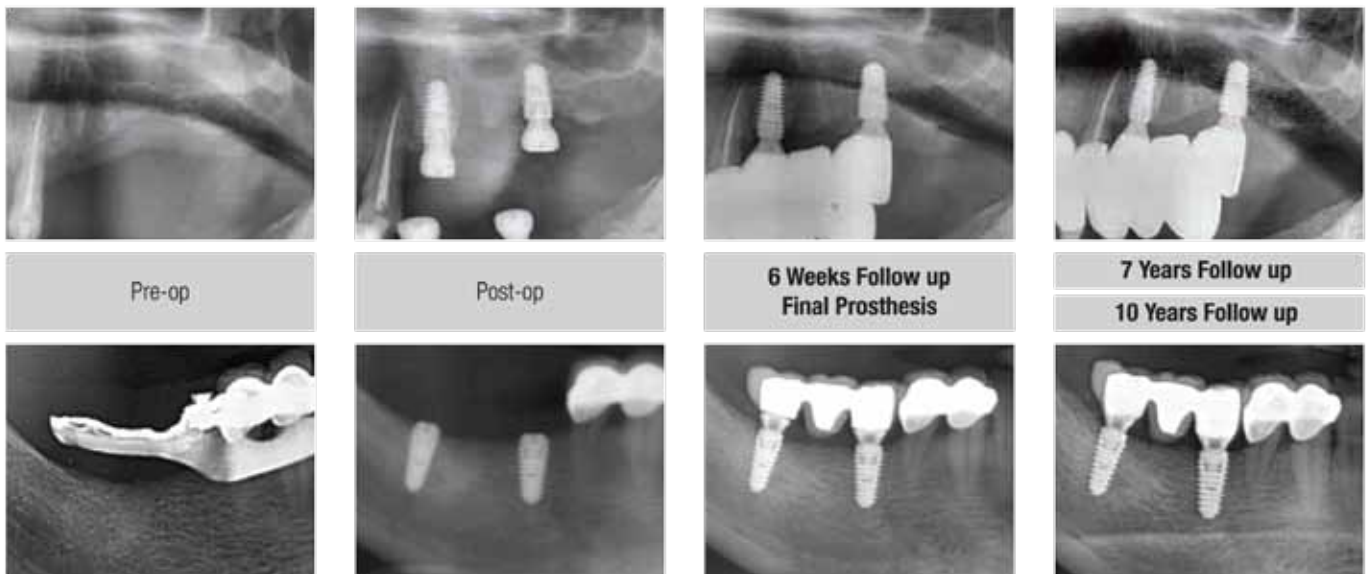 Pre-op
Post-op
6 Weeks Follow up
Final Prosthesis
7 Years Follow up
10 Years Follow up